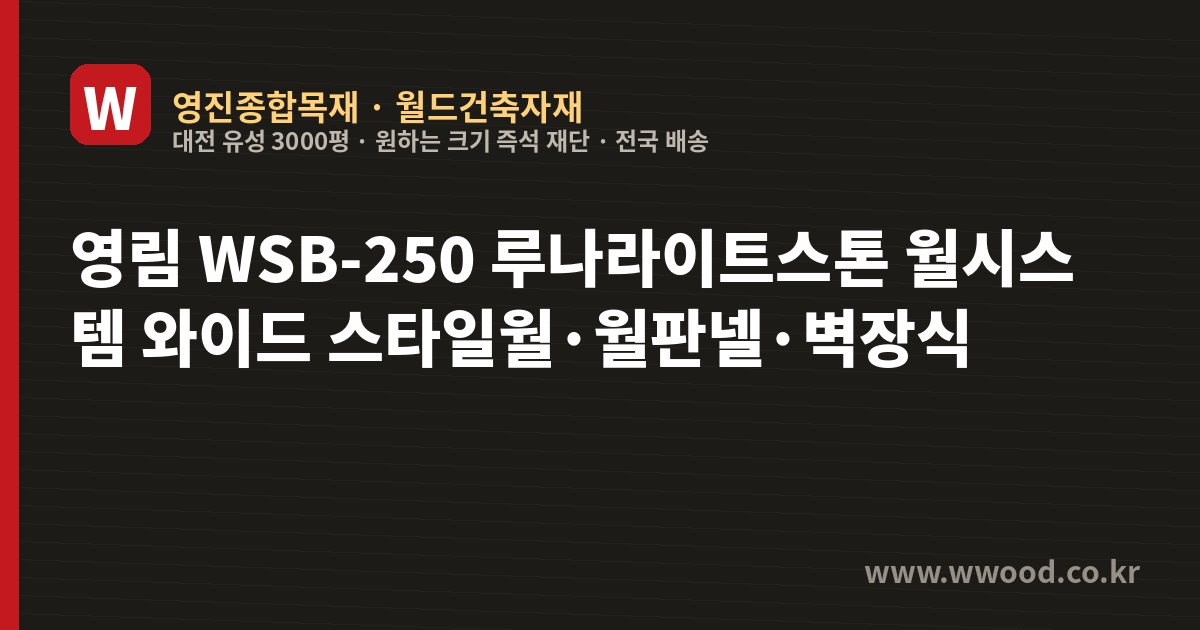 W
영진종합목재 · 월드건축자재
대전 유성 3000평 · 원하는 크기 즉석 재단 · 전국 배송
영림 WSB-250 루나라이트스톤 월시스
템 와이드 스타일월·월판넬·벽장식
www.wwood.co.kr